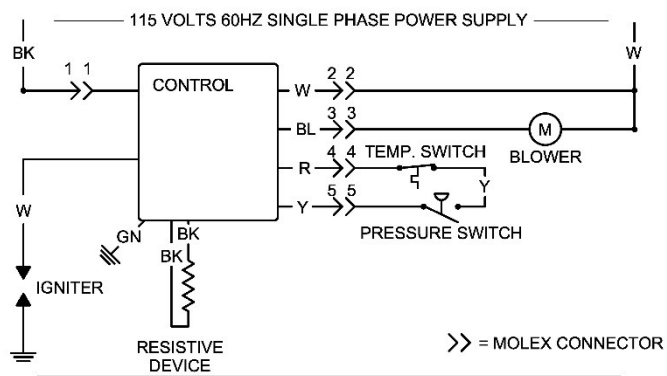 115 VOLTS 60HZ SINGLE PHASE POWER SUPPLY
BK
W
1 1
CONTROL
W 2 2
BL 3 3
M
BLOWER
R 4 4
TEMP. SWITCH
Y
Y 5 5
PRESSURE SWITCH
W
GN
BK
BK
IGNITER
RESISTIVE
DEVICE
= MOLEX CONNECTOR